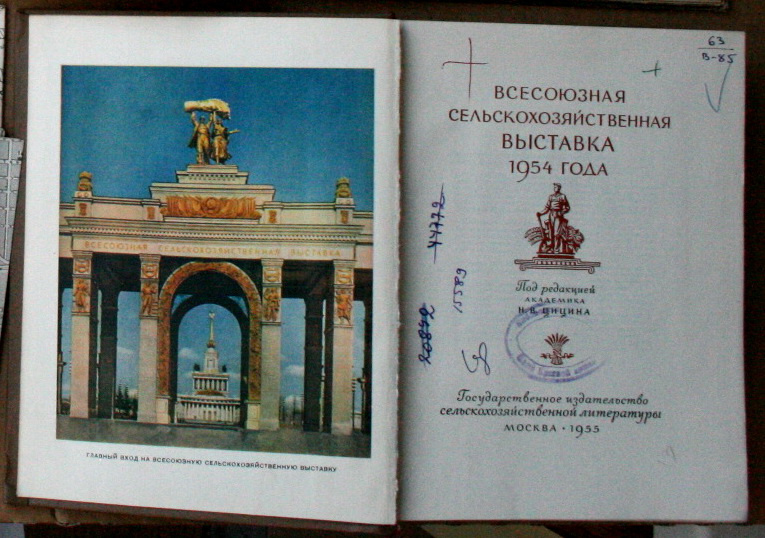 ВСЕСОЮЗНАЯ СЕЛЬСКОХОЗЯЙСТВЕННАЯ ВЫСТАВКА
ГЛАВНЫЙ ВХОД НА ВСЕСОЮЗНУЮ СЕЛЬСКОХОЗЯЙСТВЕННУЮ ВЫСТАВКУ
63
В-85
ВСЕСОЮЗНАЯ
СЕЛЬСКОХОЗЯЙСТВЕННАЯ
ВЫСТАВКА
1954 ГОДА
Под редакцией
АКАДЕМИКА
Н.В. ЦИЦИНА
15589
Государственное издательство
сельскохозяйственной литературы
МОСКВА • 1955